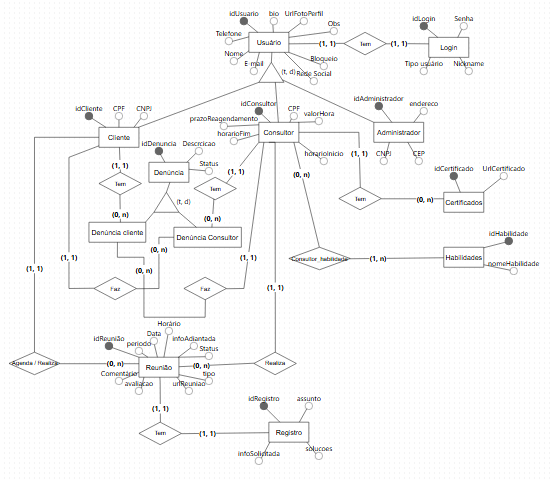 idUsuario
bio
UrlFotoPerfil
Obs
Telefone
Usuário
Nome
E-mail
Bloqueio
Rede Social
(1, 1)
Tem
(1, 1)
idLogin
Senha
Login
Tipo usuário
Nickname
(t, d)
idCliente
CPF
CNPJ
Cliente
idConsultor
CPF
valorHora
prazoReagendamento
horarioFim
Consultor
horarioInicio
idAdministrador
endereco
Administrador
CNPJ
CEP
(1, 1)
Tem
(0, n)
idDenuncia
Descricao
Denúncia
Status
(t, d)
(1, 1)
Tem
(0, n)
Denúncia cliente
Denúncia Consultor
(1, 1)
Tem
(0, n)
idCertificado
UrlCertificado
Certificados
(0, n)
Consultor_habilidade
(1, n)
idHabilidade
Habilidades
nomeHabilidade
(1, 1)
Faz
(0, n)
(0, n)
Faz
(1, 1)
(1, 1)
Agenda / Realiza
(0, n)
(1, 1)
Realiza
(0, n)
Horário
Data
idReunião
periodo
infoAdiantada
Status
Reunião
Comentário
avaliacao
urlReuniao
tipo
(1, 1)
Tem
(1, 1)
idRegistro
assunto
Registro
infoSolicitada
solucoes